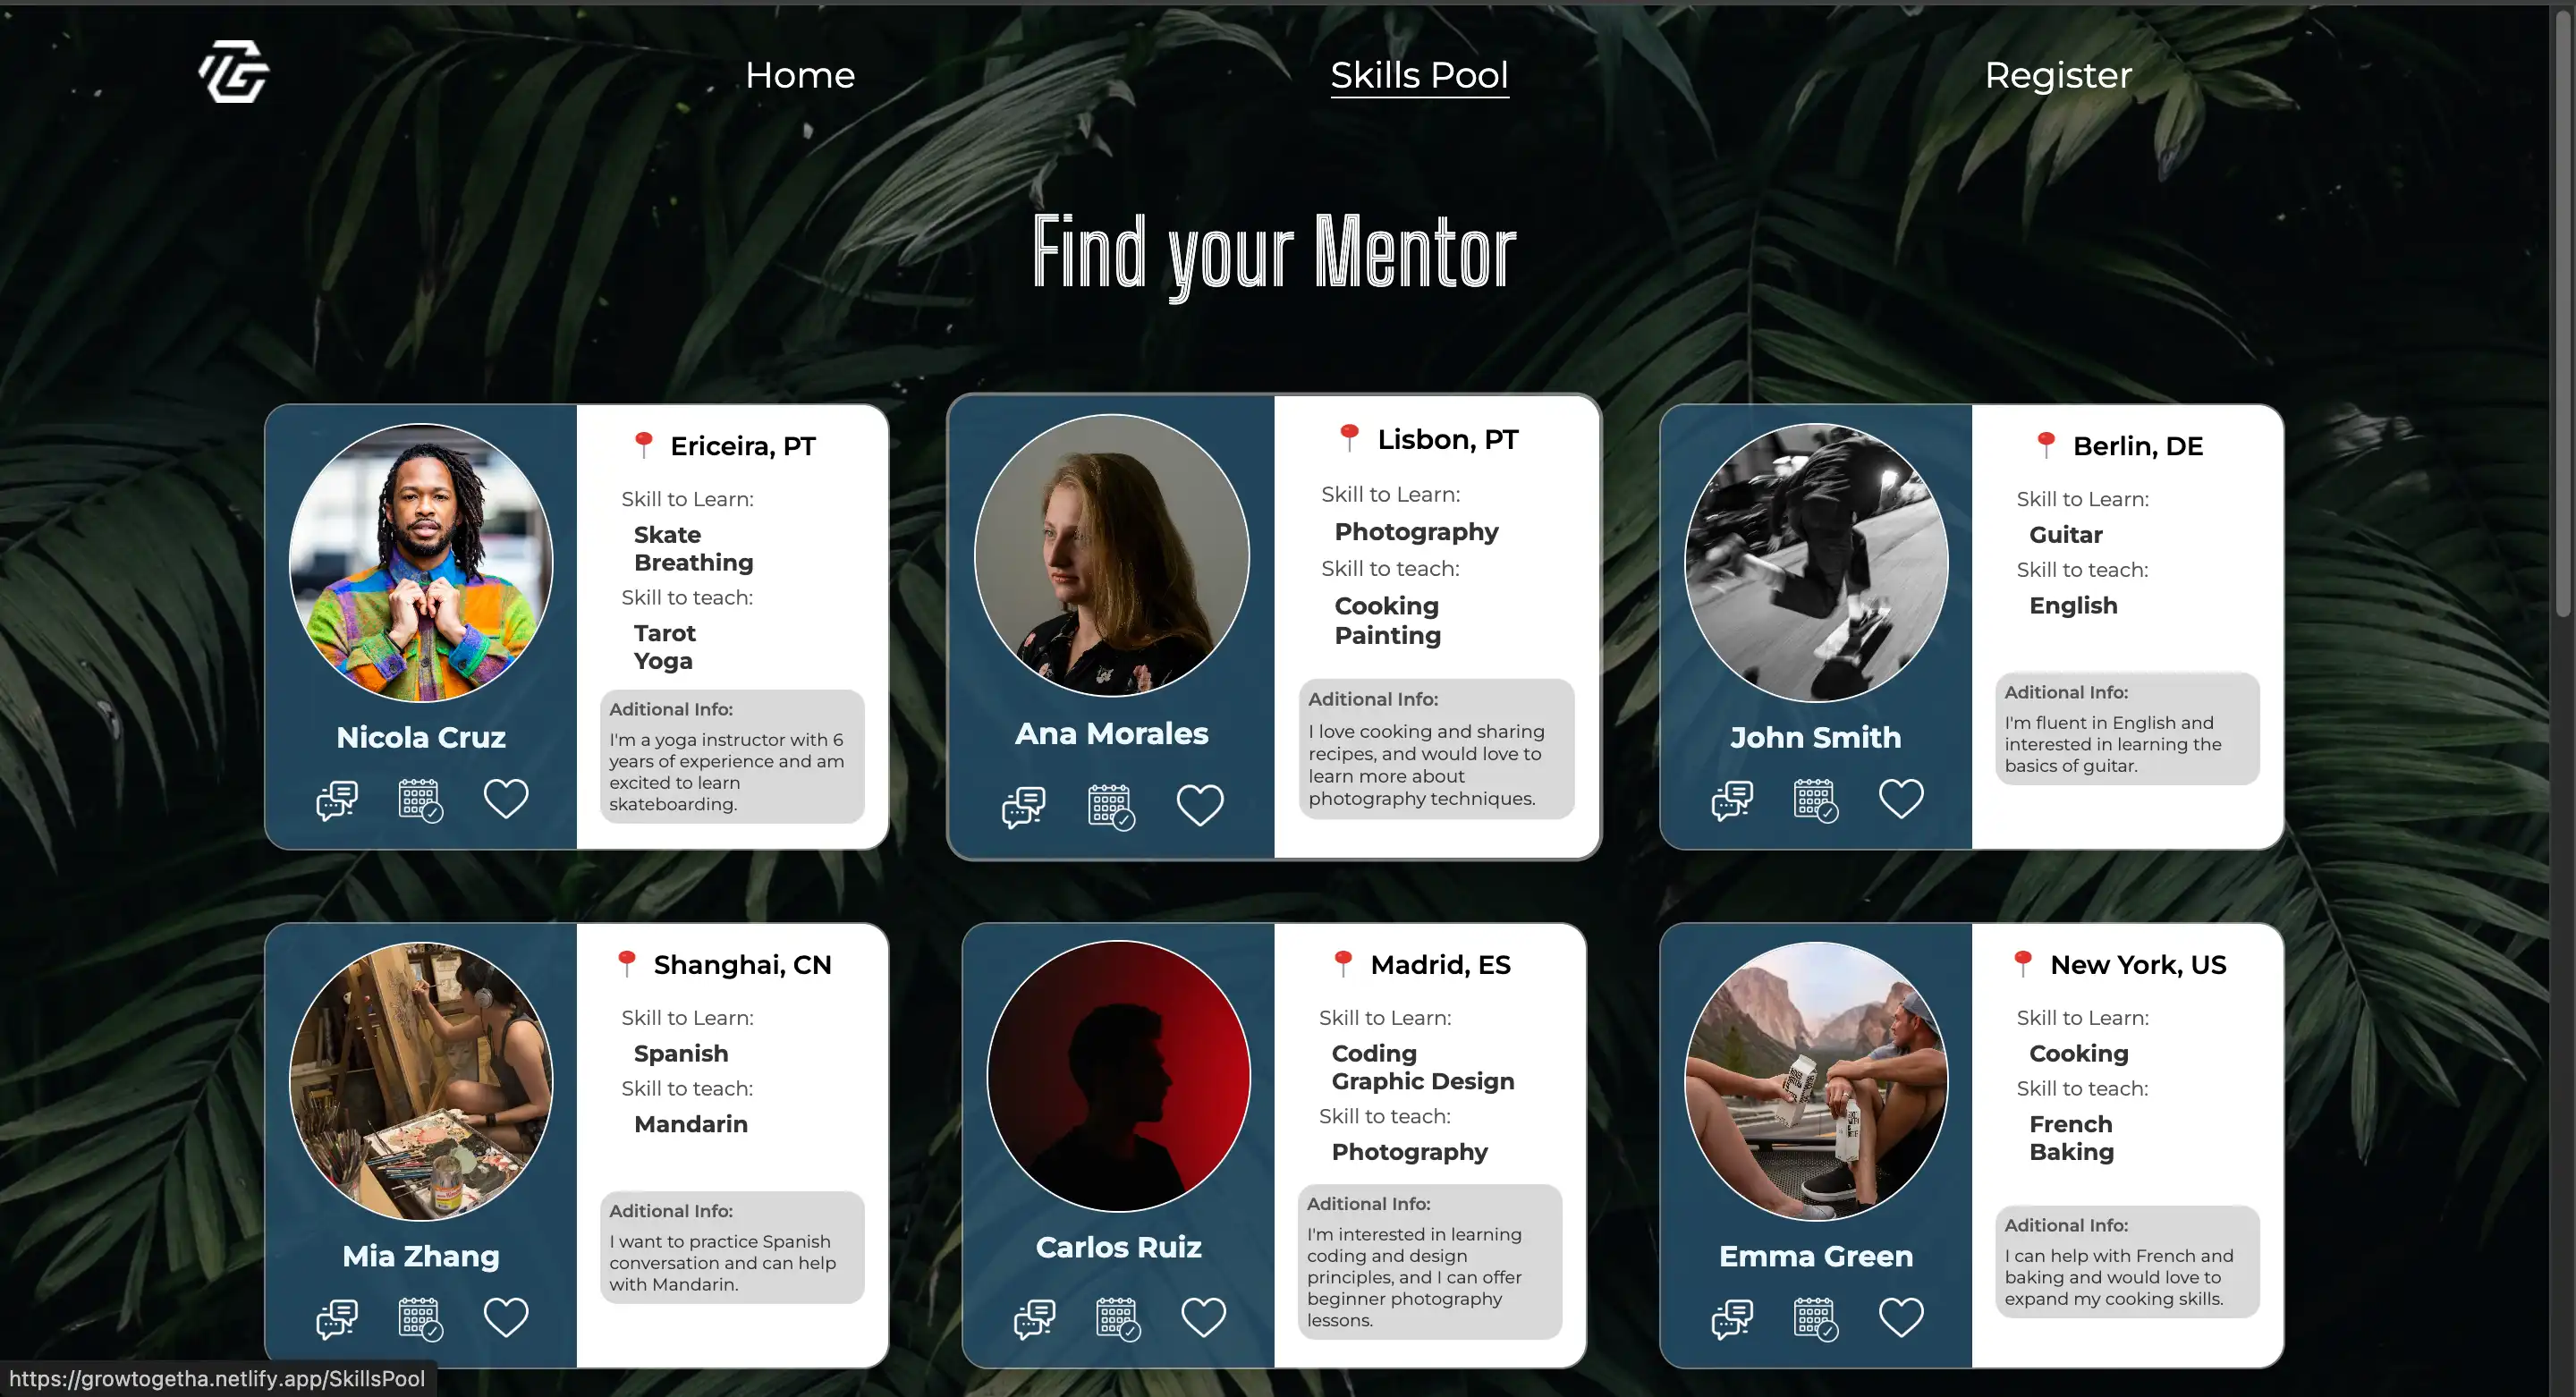 Home
Skills Pool
Register
Find your Mentor
Nicola Cruz
Ericeira, PT
Skill to Learn:
Skate
Breathing
Skill to teach:
Tarot
Yoga
Aditional Info:
I'm a yoga instructor with 6
years of experience and am
excited to learn
skateboarding.
Ana Morales
Lisbon, PT
Skill to Learn:
Photography
Skill to teach:
Cooking
Painting
Aditional Info:
I love cooking and sharing
recipes, and would love to
learn more about
photography techniques.
John Smith
Berlin, DE
Skill to Learn:
Guitar
Skill to teach:
English
Aditional Info:
I'm fluent in English and
interested in learning the
basics of guitar.
Mia Zhang
Shanghai, CN
Skill to Learn:
Spanish
Skill to teach:
Mandarin
Aditional Info:
I want to practice Spanish
conversation and can help
with Mandarin.
Carlos Ruiz
Madrid, ES
Skill to Learn:
Coding
Graphic Design
Skill to teach:
Photography
Aditional Info:
I'm interested in learning
coding and design
principles, and I can offer
beginner photography
lessons.
Emma Green
New York, US
Skill to Learn:
Cooking
Skill to teach:
French
Baking
Aditional Info:
I can help with French and
baking and would love to
expand my cooking skills.
https://growtogetha.netlify.app/SkillsPool